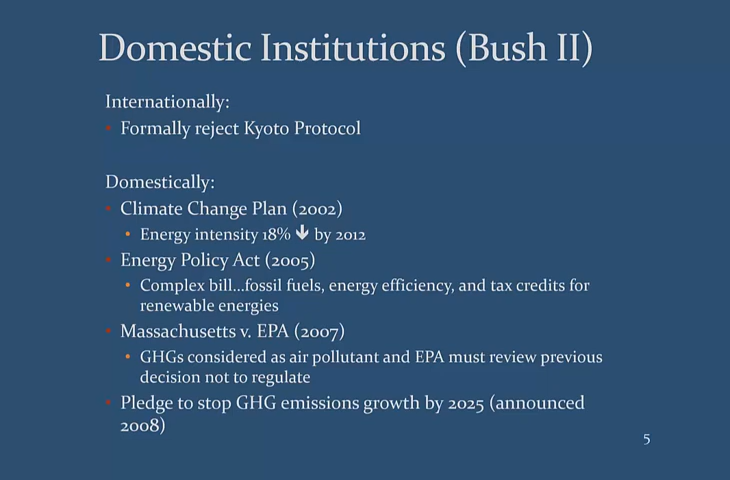 Domestic Institutions (Bush II)
Internationally:
• Formally reject Kyoto Protocol
Domestically:
• Climate Change Plan (2002)
• Energy intensity 18% 🡇 by 2012
• Energy Policy Act (2005)
• Complex bill...fossil fuels, energy efficiency, and tax credits for
renewable energies
• Massachusetts v. EPA (2007)
• GHGs considered as air pollutant and EPA must review previous
decision not to regulate
• Pledge to stop GHG emissions growth by 2025 (announced
2008)
5